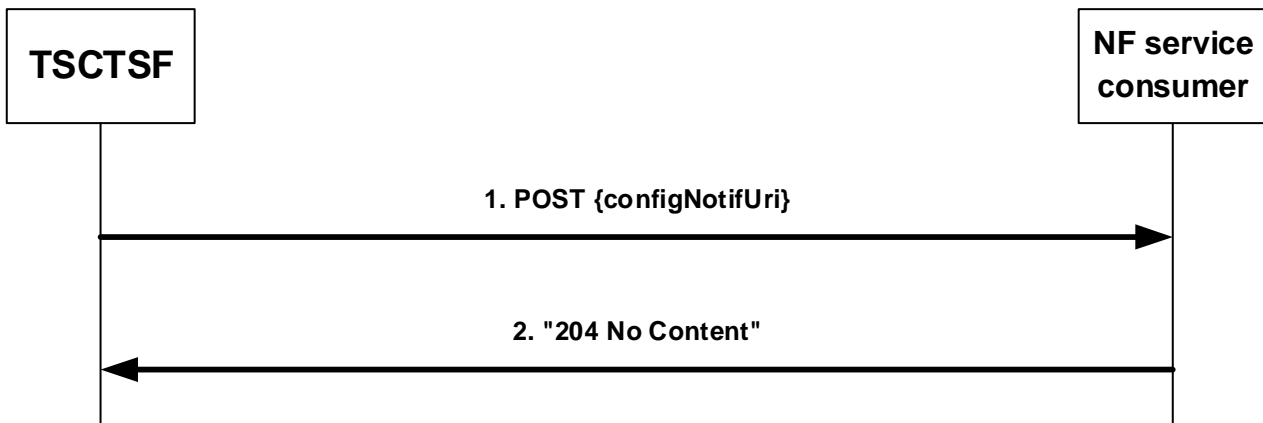 TSCTSF
NF service
consumer
1. POST {configNotifUri}
2. "204 No Content"